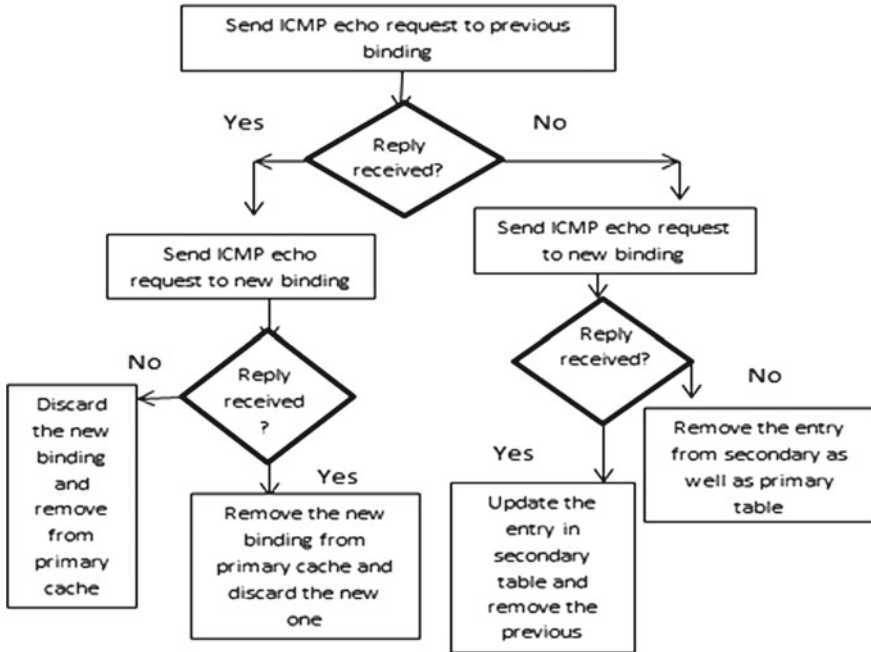 Send ICMP echo request to previous
binding
Yes
No
Reply
received?
Send ICMP echo
request to new binding
Send ICMP echo request
to new binding
No
Reply
received
?
Reply
received?
No
Discard
the new
binding
and
remove
from
primary
cache
Yes
Remove the new
binding from
primary cache and
discard the new
one
Yes
Update the
entry in
secondary
table and
remove the
previous
Remove the entry
from secondary as
well as primary
table